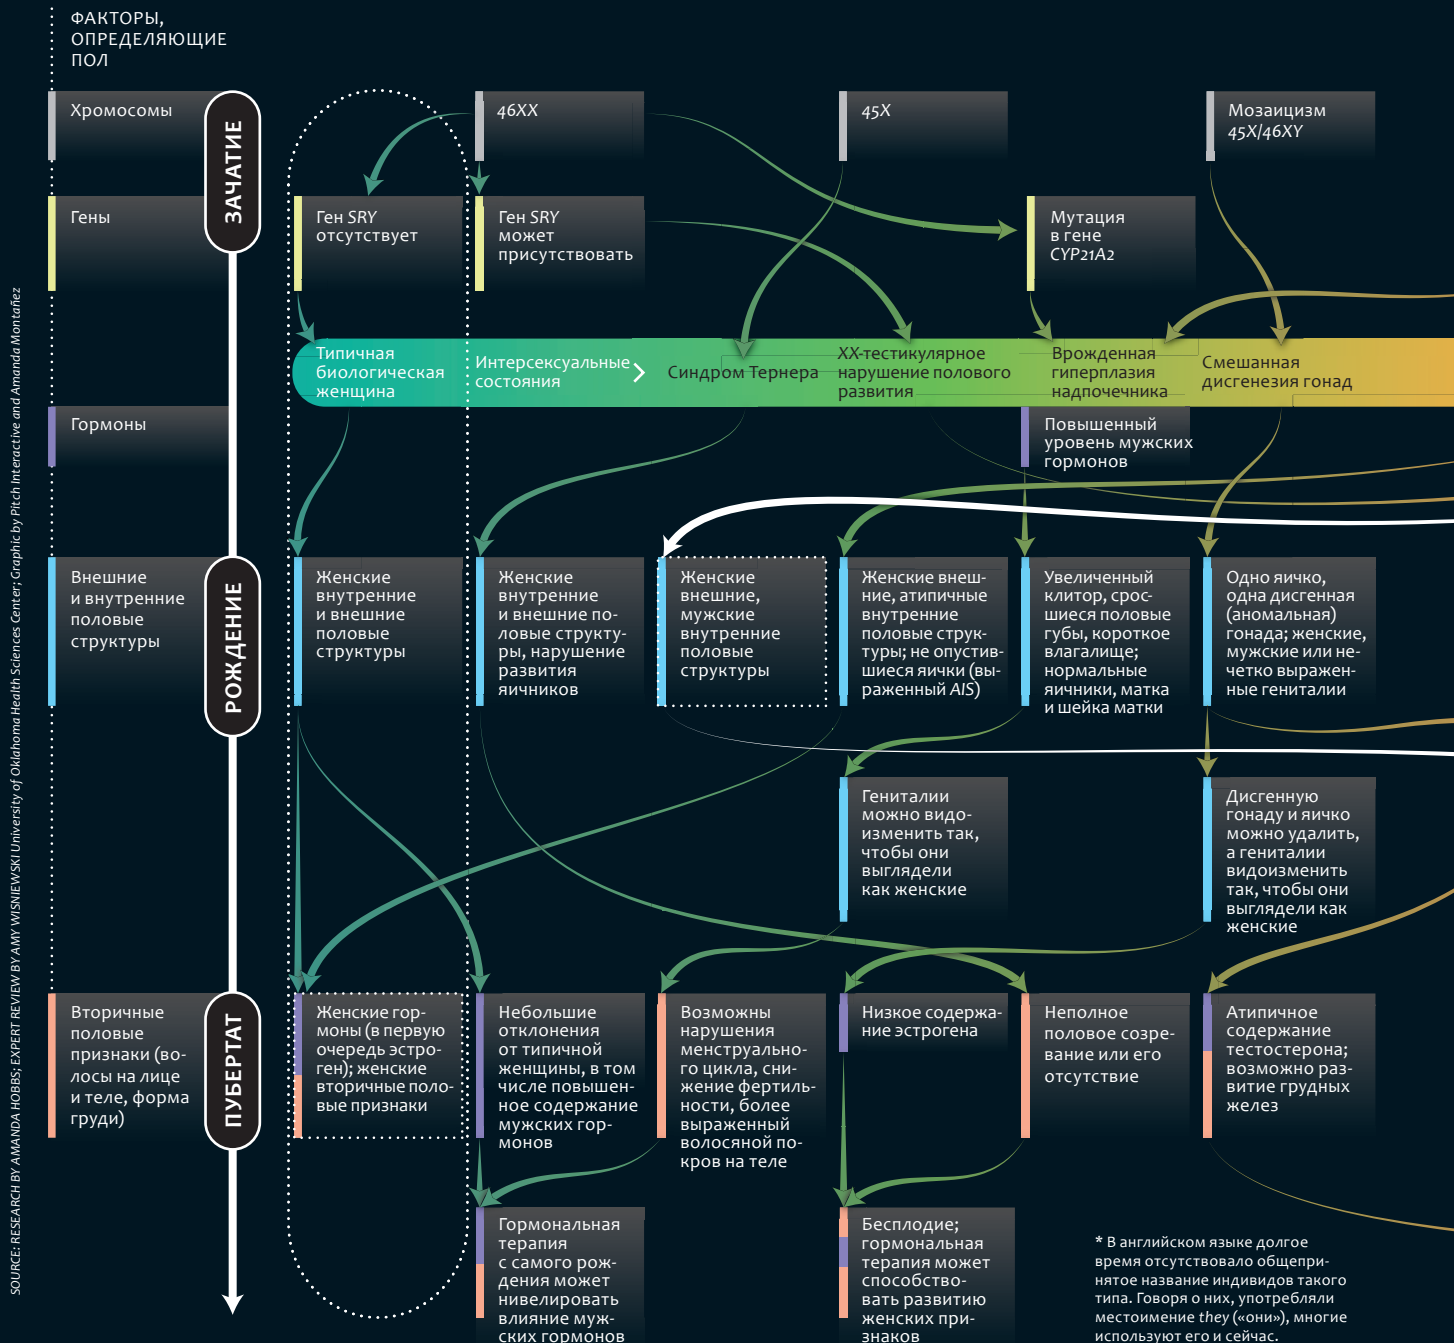 ФАКТОРЫ,
ОПРЕДЕЛЯЮЩИЕ
ПОЛ
Хромосомы
ЗАЧАТИЕ
46XX
45X
Мозаицизм
45X/46XY
Гены
Ген SRY
отсутствует
Ген SRY
может
присутствовать
Мутация
в гене
CYP21A2
Типичная
биологическая
женщина
Интерсексуальные
состояния
Синдром Тернера
XX-тестикулярное
нарушение полового
развития
Врожденная
гиперплазия
надпочечника
Смешанная
дисгенезия гонад
Гормоны
Повышенный
уровень мужских
гормонов
РОЖДЕНИЕ
Внешние
и внутренние
половые
структуры
Женские
внутренние
и внешние
половые
структуры
Женские
внутренние
и внешние по-
ловые структу-
ры, нарушение
развития
яичников
Женские
внешние,
мужские
внутренние
половые
структуры
Женские внеш-
ние, атипичные
внутренние
половые струк-
туры; не опустив-
шиеся яички (вы-
раженный AIS)
Увеличенный
клитор, срос-
шиеся половые
губы, короткое
влагалище;
нормальные
яичники, матка
и шейка матки
Одно яичко,
одна дисгенная
(аномальная)
гонада; женские,
мужские или не-
четко выражен-
ные гениталии
Гениталии
можно видо-
изменить так,
чтобы они
выглядели
как женские
Дисгенную
гонаду и яичко
можно удалить,
а гениталии
видоизменить
так, чтобы они
выглядели как
женские
ПУБЕРТАТ
Вторичные
половые
признаки (во-
лосы на лице
и теле, форма
груди)
Женские гор-
моны (в первую
очередь эстро-
ген); женские
вторичные поло-
вые признаки
Небольшие
отклонения
от типичной
женщины, в том
числе повышен-
ное содержание
мужских гор-
монов
Возможны
нарушения
менструально-
го цикла, сни-
жение фертиль-
ности, более
выраженный
волосяной по-
кров на теле
Низкое содержа-
ние эстрогена
Неполное
половое созре-
вание или его
отсутствие
Атипичное
содержание
тестостерона;
возможно раз-
витие грудных
желез
Гормональная
терапия
с самого рож-
дения может
нивелировать
влияние муж-
ских гормонов
Бесплодие;
гормональная
терапия может
способство-
вать развитию
женских при-
знаков
* В английском языке долгое
время отсутствовало общепри-
нятое название индивидов такого
типа. Говоря о них, употребляли
местоимение they («они»), многие
используют его и сейчас.
SOURCE: RESEARCH BY AMANDA HOBBS; EXPERT REVIEW BY AMY WISNIEWSKI University of Oklahoma Health Sciences Center; Graphic by Pitch Interactive and Amanda Montañez